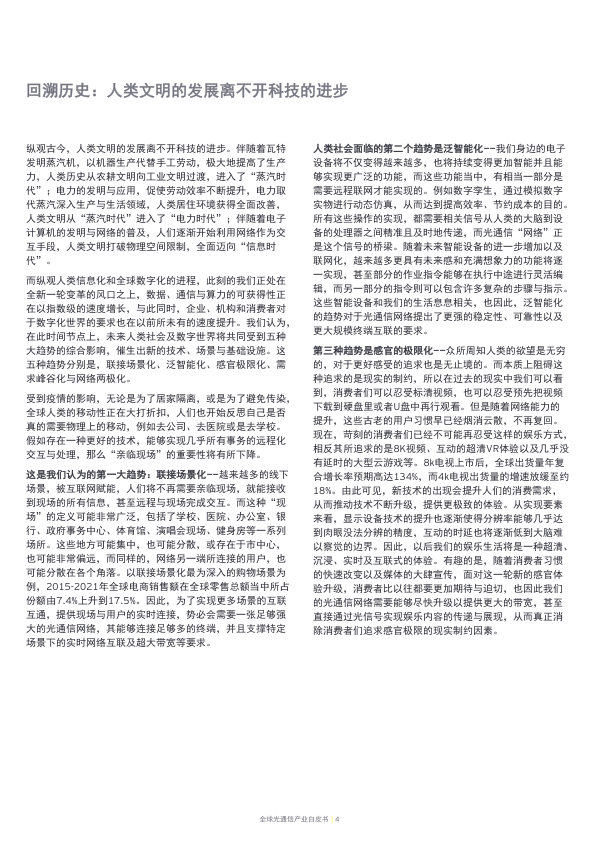 回溯历史：人类文明的发展离不开科技的进步
纵观古今，人类文明的发展离不开科技的进步。伴随着瓦特
发明蒸汽机，以机器生产代替手工劳动，极大地提高了生产
力，人类历史从农耕文明向工业文明过渡，进入了“蒸汽时
代”；电力的发明与应用，促使劳动效率不断提升，电力取
代蒸汽深入生产与生活领域，人类居住环境获得全面改善，
人类文明从“蒸汽时代”进入了“电力时代”；伴随着电子
计算机的发明与网络的普及，人们逐渐开始利用网络作为交
互手段，人类文明打破物理空间限制，全面迈向“信息时
代”。
而纵观人类信息化和全球数字化的进程，此刻的我们正处在
全新一轮变革的风口之上，数据、通信与算力的可获得性正
在以指数级的速度增长，与此同时，企业、机构和消费者对
于数字化世界的要求也在以前所未有的速度提升。我们认为，
在此时间节点上，未来人类社会及数字世界将共同受到五种
大趋势的综合影响，催生出新的技术、场景与基础设施。这
五种趋势分别是，联接场景化、泛智能化、感官极限化、需
求峰谷化与网络两极化。
受到疫情的影响，无论是为了居家隔离，或是为了避免传染，
全球人类的移动性正在大打折扣，人们也开始反思自己是否
真的需要物理上的移动，例如去公司、去医院或是去学校。
假如存在一种更好的技术，能够实现几乎所有事务的远程化
交互与处理，那么“亲临现场”的重要性将有所下降。
这是我们认为的第一大趋势：联接场景化--越来越多的线下
场景，被互联网赋能，人们将不再需要亲临现场，就能接收
到现场的所有信息，甚至远程与现场完成交互。而这种“现
场”的定义可能非常广泛，包括了学校、医院、办公室、银
行、政府事务中心、体育馆、演唱会现场、健身房等一系列
场所。这些地方可能集中，也可能分散，或存在于市中心，
也可能非常偏远，而同样的，网络另一端所连接的用户，也
可能分散在各个角落。以联接场景化最为深入的购物场景为
例，2015-2021年全球电商销售额在全球零售总额当中所占
份额由7.4%上升到17.5%。因此，为了实现更多场景的互联
互通，提供现场与用户的实时连接，势必会需要一张足够强
大的光通信网络，其能够连接足够多的终端，并且支撑特定
场景下的实时网络互联及超大带宽等要求。
人类社会面临的第二个趋势是泛智能化--我们身边的电子
设备将不仅变得越来越多，也将持续变得更加智能并且能
够实现更广泛的功能，而这些功能当中，有相当一部分是
需要远程联网才能实现的。例如数字孪生，通过模拟数字
实物进行动态仿真，从而达到提高效率、节约成本的目的。
所有这些操作的实现，都需要相关信号从人类的大脑到设
备的处理器之间精准且及时地传递，而光通信“网络”正
是这个信号的桥梁。随着未来智能设备的进一步增加以及
联网化，越来越多更具有未来感和充满想象力的功能将逐
一实现，甚至部分的作业指令能够在执行中途进行灵活编
辑，而另一部分的指令则可以包含许多复杂的步骤与指示。
这些智能设备和我们的生活息息相关，也因此，泛智能化
的趋势对于光通信网络提出了更强的稳定性、可靠性以及
更大规模终端互联的要求。
第三种趋势是感官的极限化--众所周知人类的欲望是无穷
的，对于更好感受的追求也是无止境的。而本质上阻碍这
种追求的是现实的制约，所以在过去的现实中我们可以看
到，消费者们可以忍受标清视频，也可以忍受预先把视频
下载到硬盘里或者U盘中再行观看。但是随着网络能力的
提升，这些古老的用户习惯早已经烟消云散，不再复回。
现在，苛刻的消费者们已经不可能再忍受这样的娱乐方式，
相反其所追求的是8K视频、互动的超清VR体验以及几乎没
有延时的大型云游戏等。8k电视上市后，全球出货量年复
合增长率预期高达134%，而4k电视出货量的增速放缓至约
18%。由此可见，新技术的出现会提升人们的消费需求，
从而推动技术不断升级，提供更极致的体验。从实现要素
来看，显示设备技术的提升也逐渐使得分辨率能够几乎达
到肉眼没法分辨的精度，互动的时延也将逐渐低到大脑难
以察觉的边界。因此，以后我们的娱乐生活将是一种超清、
沉浸、实时及互联式的体验。有趣的是，随着消费者习惯
的快速改变以及媒体的大肆宣传，面对这一轮新的感官体
验升级，消费者比以往都要更加期待与迫切，也因此我们
的光通信网络需要能够尽快升级以提供更大的带宽，甚至
直接通过光信号实现娱乐内容的传递与展现，从而真正消
除消费者们追求感官极限的现实制约因素。
全球光通信产业白皮书 | 4